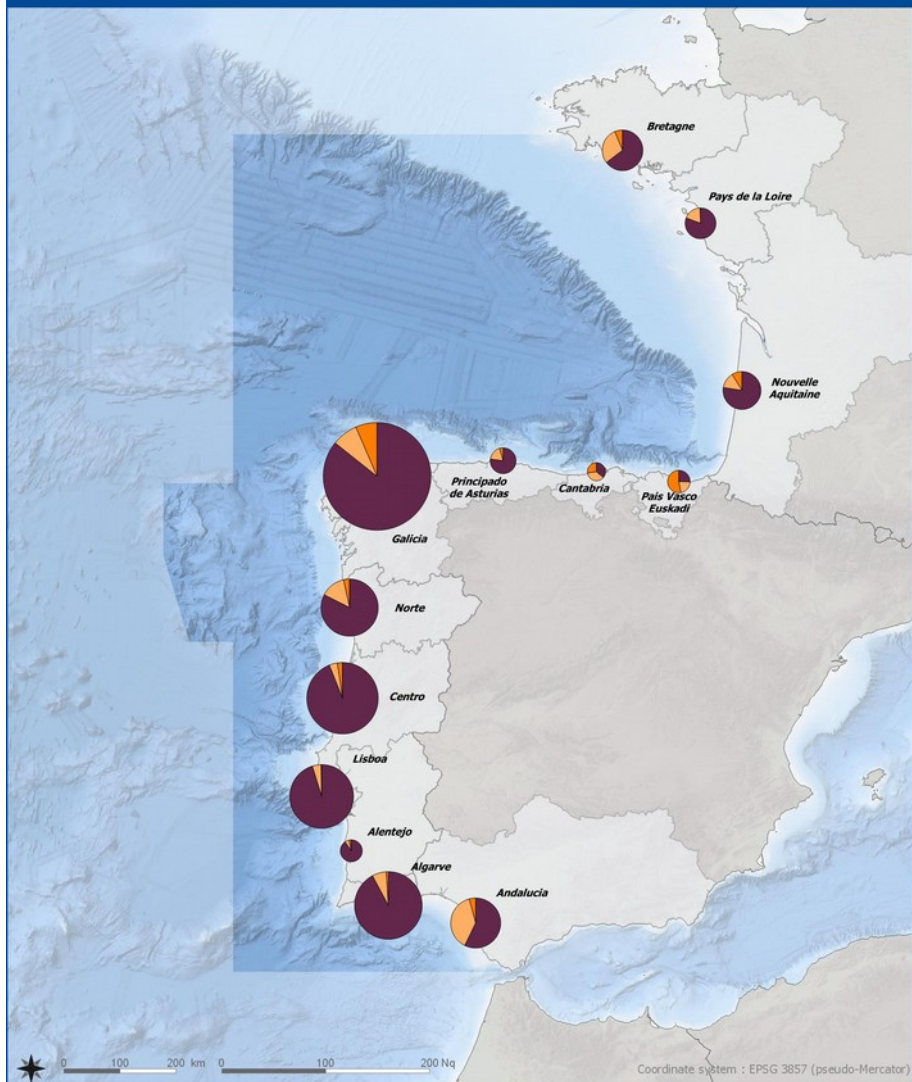 Bretagne
Pays de la Loire
Nouvelle
Aquitaine
Principado
de Asturias
Cantabria
Pais Vasco
Euskadi
Galicia
Norte
Centro
Lisboa
Alentejo
Algarve
Andalucia
0 100 200 km 0 100 200 Nq
Coordinate system : EPSG 3857 (pseudo-Mercator)